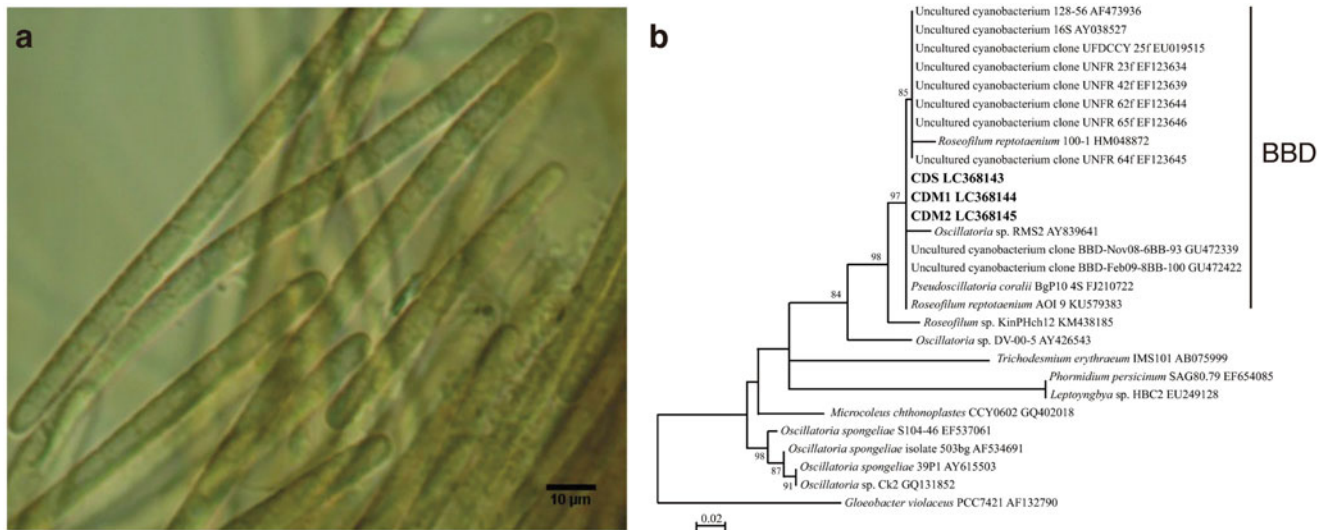 a
10 µm
b
Uncultured cyanobacterium 128-56 AF473936
Uncultured cyanobacterium 16S AY038527
Uncultured cyanobacterium clone UFDCCY 25f EU019515
Uncultured cyanobacterium clone UNFR 23f EF123634
Uncultured cyanobacterium clone UNFR 42f EF123639
Uncultured cyanobacterium clone UNFR 62f EF123644
Uncultured cyanobacterium clone UNFR 65f EF123646
85
Roseofilum reptotaenium 100-1 HM048872
Uncultured cyanobacterium clone UNFR 64f EF123645
BBD
CDS LC368143
97
CDM1 LC368144
CDM2 LC368145
Oscillatoria sp. RMS2 AY839641
Uncultured cyanobacterium clone BBD-Nov08-6BB-93 GU472339
98
Uncultured cyanobacterium clone BBD-Feb09-8BB-100 GU472422
Pseudoscillatoria coralii BgP10 4S FJ210722
84
Roseofilum reptotaenium AOI 9 KU579383
Roseofilum sp. KinPHch12 KM438185
Oscillatoria sp. DV-00-5 AY426543
Trichodesmium erythraeum IMS101 AB075999
Phormidium persicinum SAG80.79 EF654085
Leptoyngbya sp. HBC2 EU249128
Microcoleus chthonoplastes CCY0602 GQ402018
Oscillatoria spongeliae S104-46 EF537061
98
Oscillatoria spongeliae isolate 503bg AF534691
87
Oscillatoria spongeliae 39P1 AY615503
91
Oscillatoria sp. Ck2 GQ131852
Gloeobacter violaceus PCC7421 AF132790
0.02